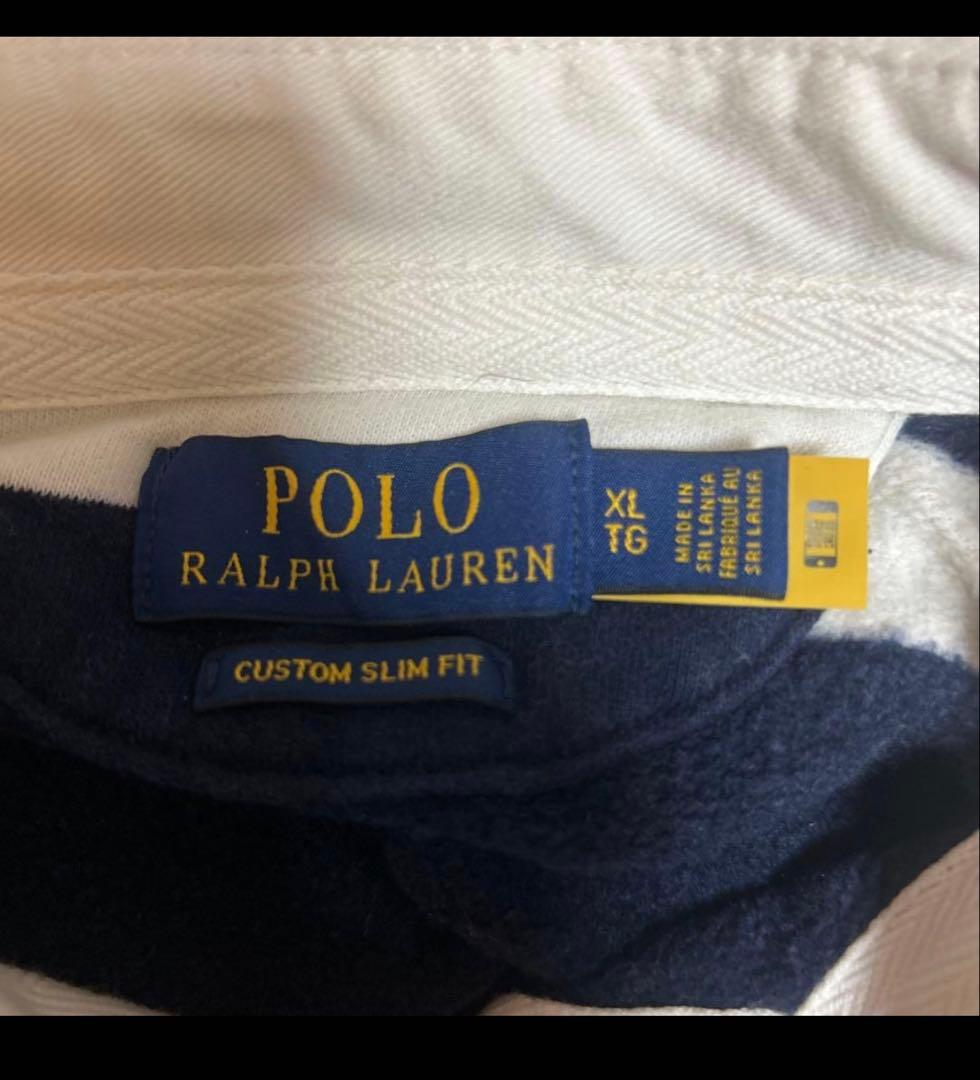 POLO
RALPH LAUREN
CUSTOM SLIM FIT
XL
TG
MADE IN
SRI LANKA
FABRIQUÉ AU
SRI LANKA